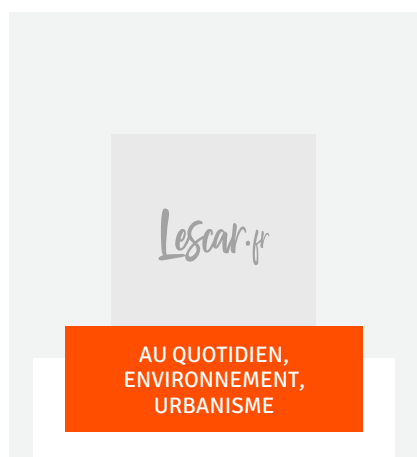 Lescar.fr
AU QUOTIDIEN,
ENVIRONNEMENT,
URBANISME